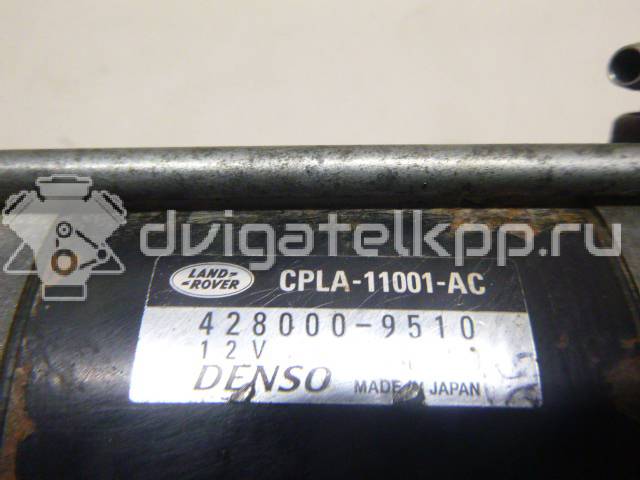 dvigatelkpp.ru
LAND-
-ROVER
CPLA-11001-AC
428000-9510
12V
DENSO MADE IN JAPAN